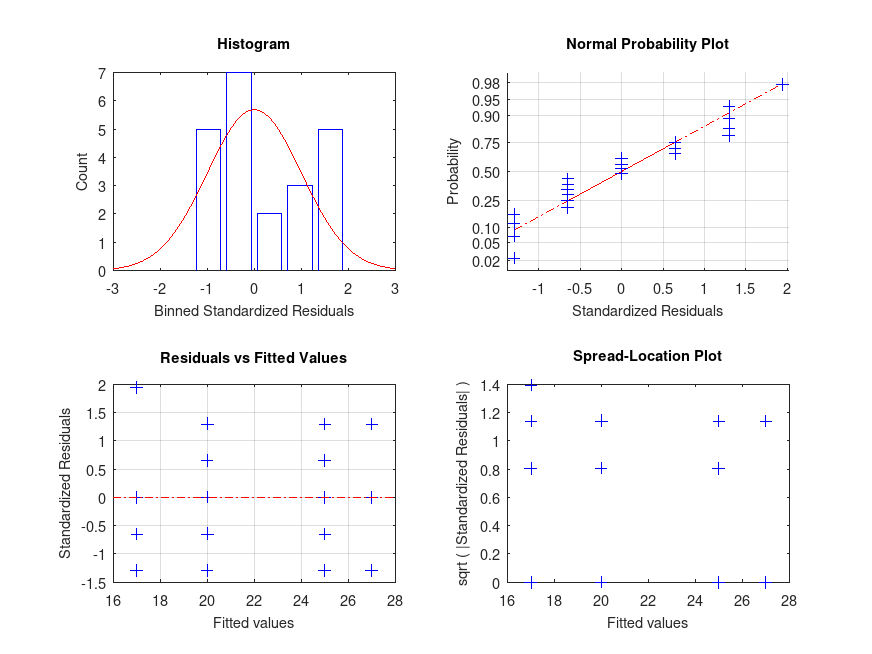 Histogram
7
6
5
4
3
2
1
0
Count
-3 -2 -1 0 1 2 3
Binned Standardized Residuals
Normal Probability Plot
0.98
0.95
0.90
0.75
0.50
0.25
0.10
0.05
0.02
Probability
-1 -0.5 0 0.5 1 1.5 2
Standardized Residuals
Residuals vs Fitted Values
2
1.5
1
0.5
0
-0.5
-1
-1.5
Standardized Residuals
16 18 20 22 24 26 28
Fitted values
Spread-Location Plot
1.4
1.2
1
0.8
0.6
0.4
0.2
0
sqrt ( |Standardized Residuals| )
16 18 20 22 24 26 28
Fitted values